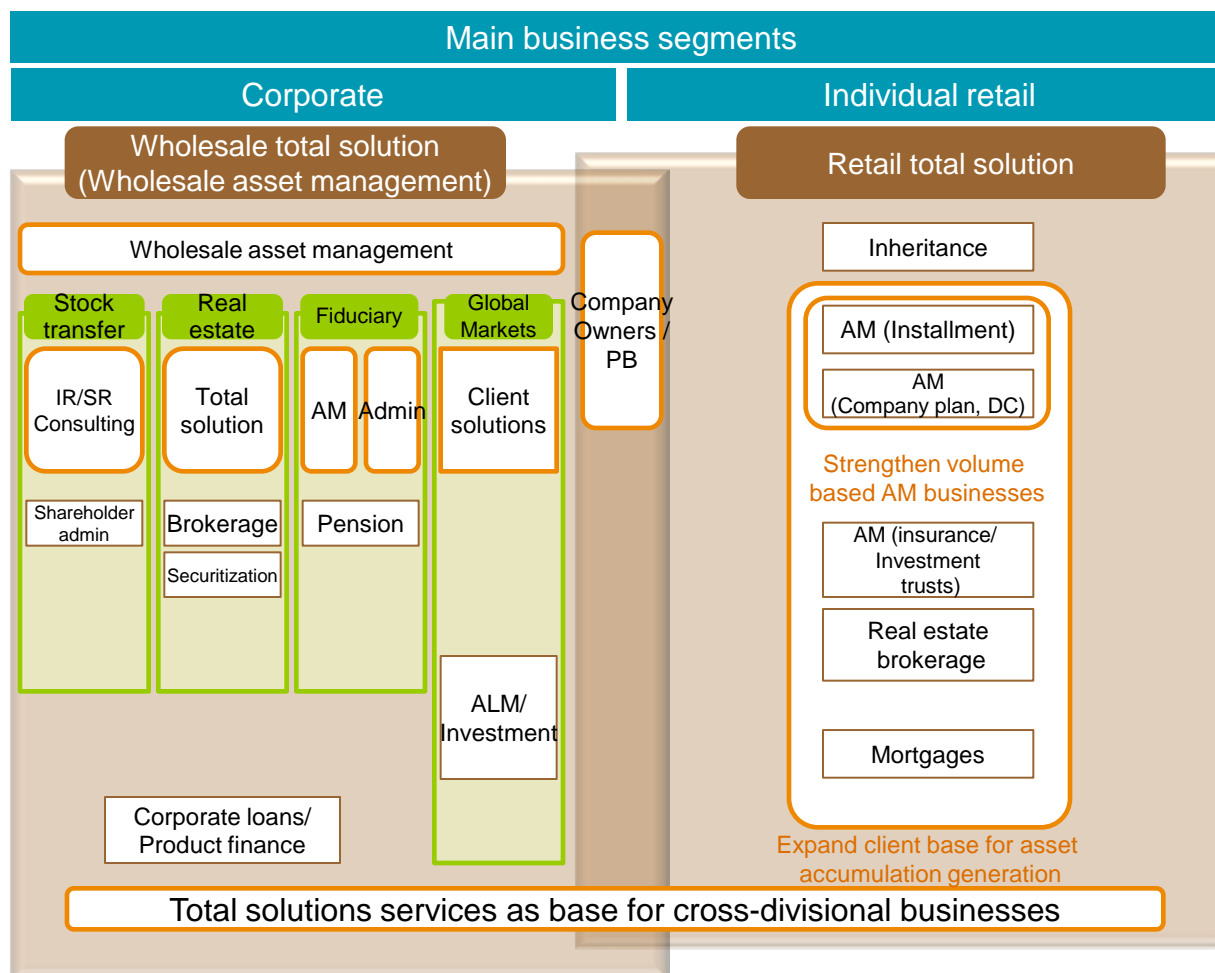 Main business segments
Corporate
Individual retail
Wholesale total solution
(Wholesale asset management)
Retail total solution
Wholesale asset management
Stock
transfer
IR/SR
Consulting
Shareholder
admin
Real
estate
Total
solution
Brokerage
Securitization
Fiduciary
AM
Admin
Pension
Global
Markets
Client
solutions
ALM/
Investment
Corporate loans/
Product finance
Company
Owners /
PB
Inheritance
AM (Installment)
AM
(Company plan, DC)
Strengthen volume
based AM businesses
AM (insurance/
Investment
trusts)
Real estate
brokerage
Mortgages
Expand client base for asset
accumulation generation
Total solutions services as base for cross-divisional businesses